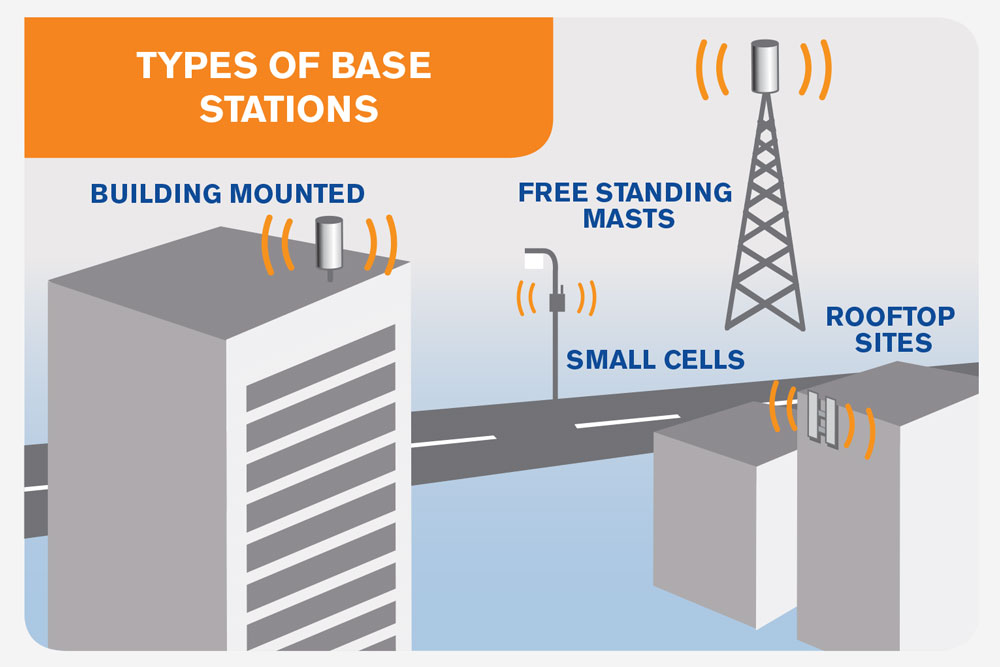 TYPES OF BASE
STATIONS
BUILDING MOUNTED
FREE STANDING
MASTS
ROOFTOP
SITES
SMALL CELLS